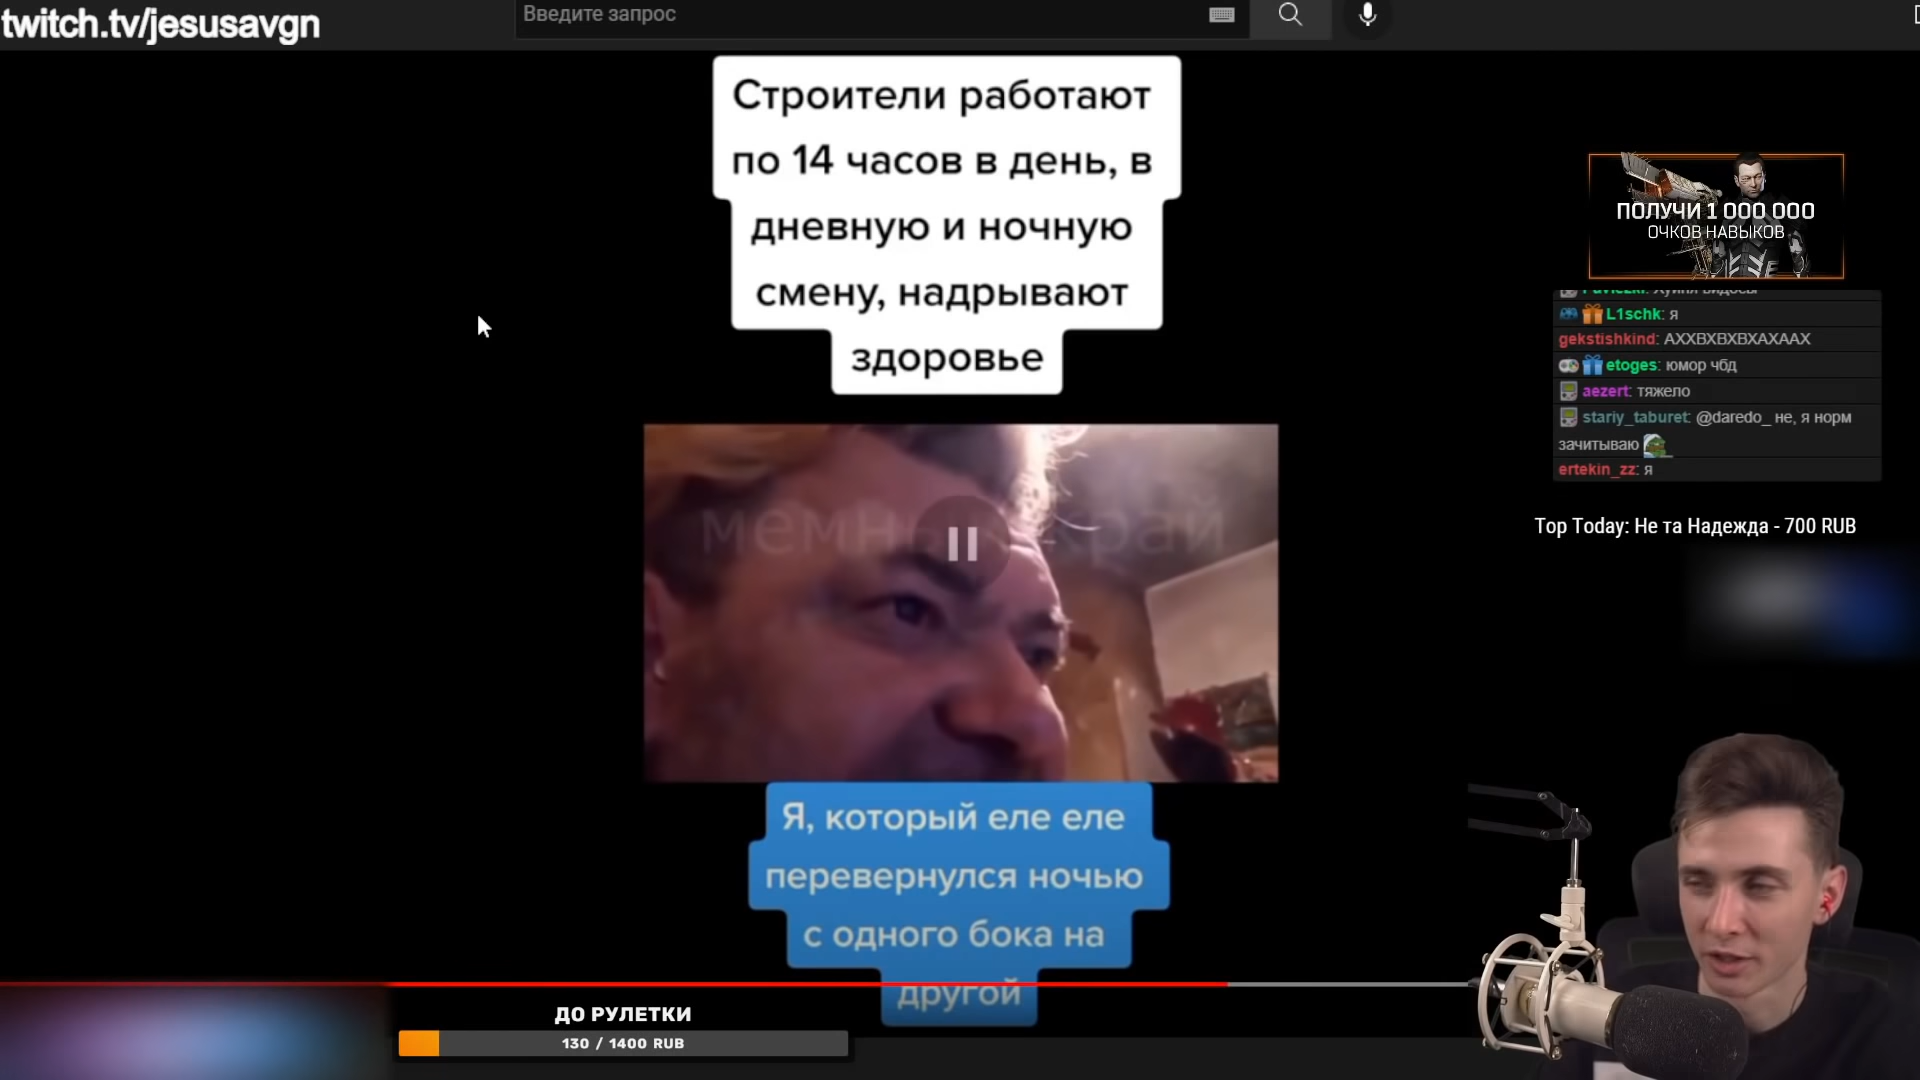 twitch.tv/jesusavgn
Введите запрос
Строители работают
по 14 часов в день, в
дневную и ночную
смену, надрывают
здоровье
мемн край
Я, который еле еле
перевернулся ночью
с одного бока на
другой
ДО РУЛЕТКИ
130 / 1400 RUB
ПОЛУЧИ 1 000 000
ОЧКОВ НАВЫКОВ
L1schk: я
gekstishkind: АХХВХВХВХАХААХ
etoges: юмор чбд
aezert: тяжело
stariy_taburet: @daredo_ не, я норм
зачитываю
ertekin_zz: я
Top Today: Не та Надежда - 700 RUB